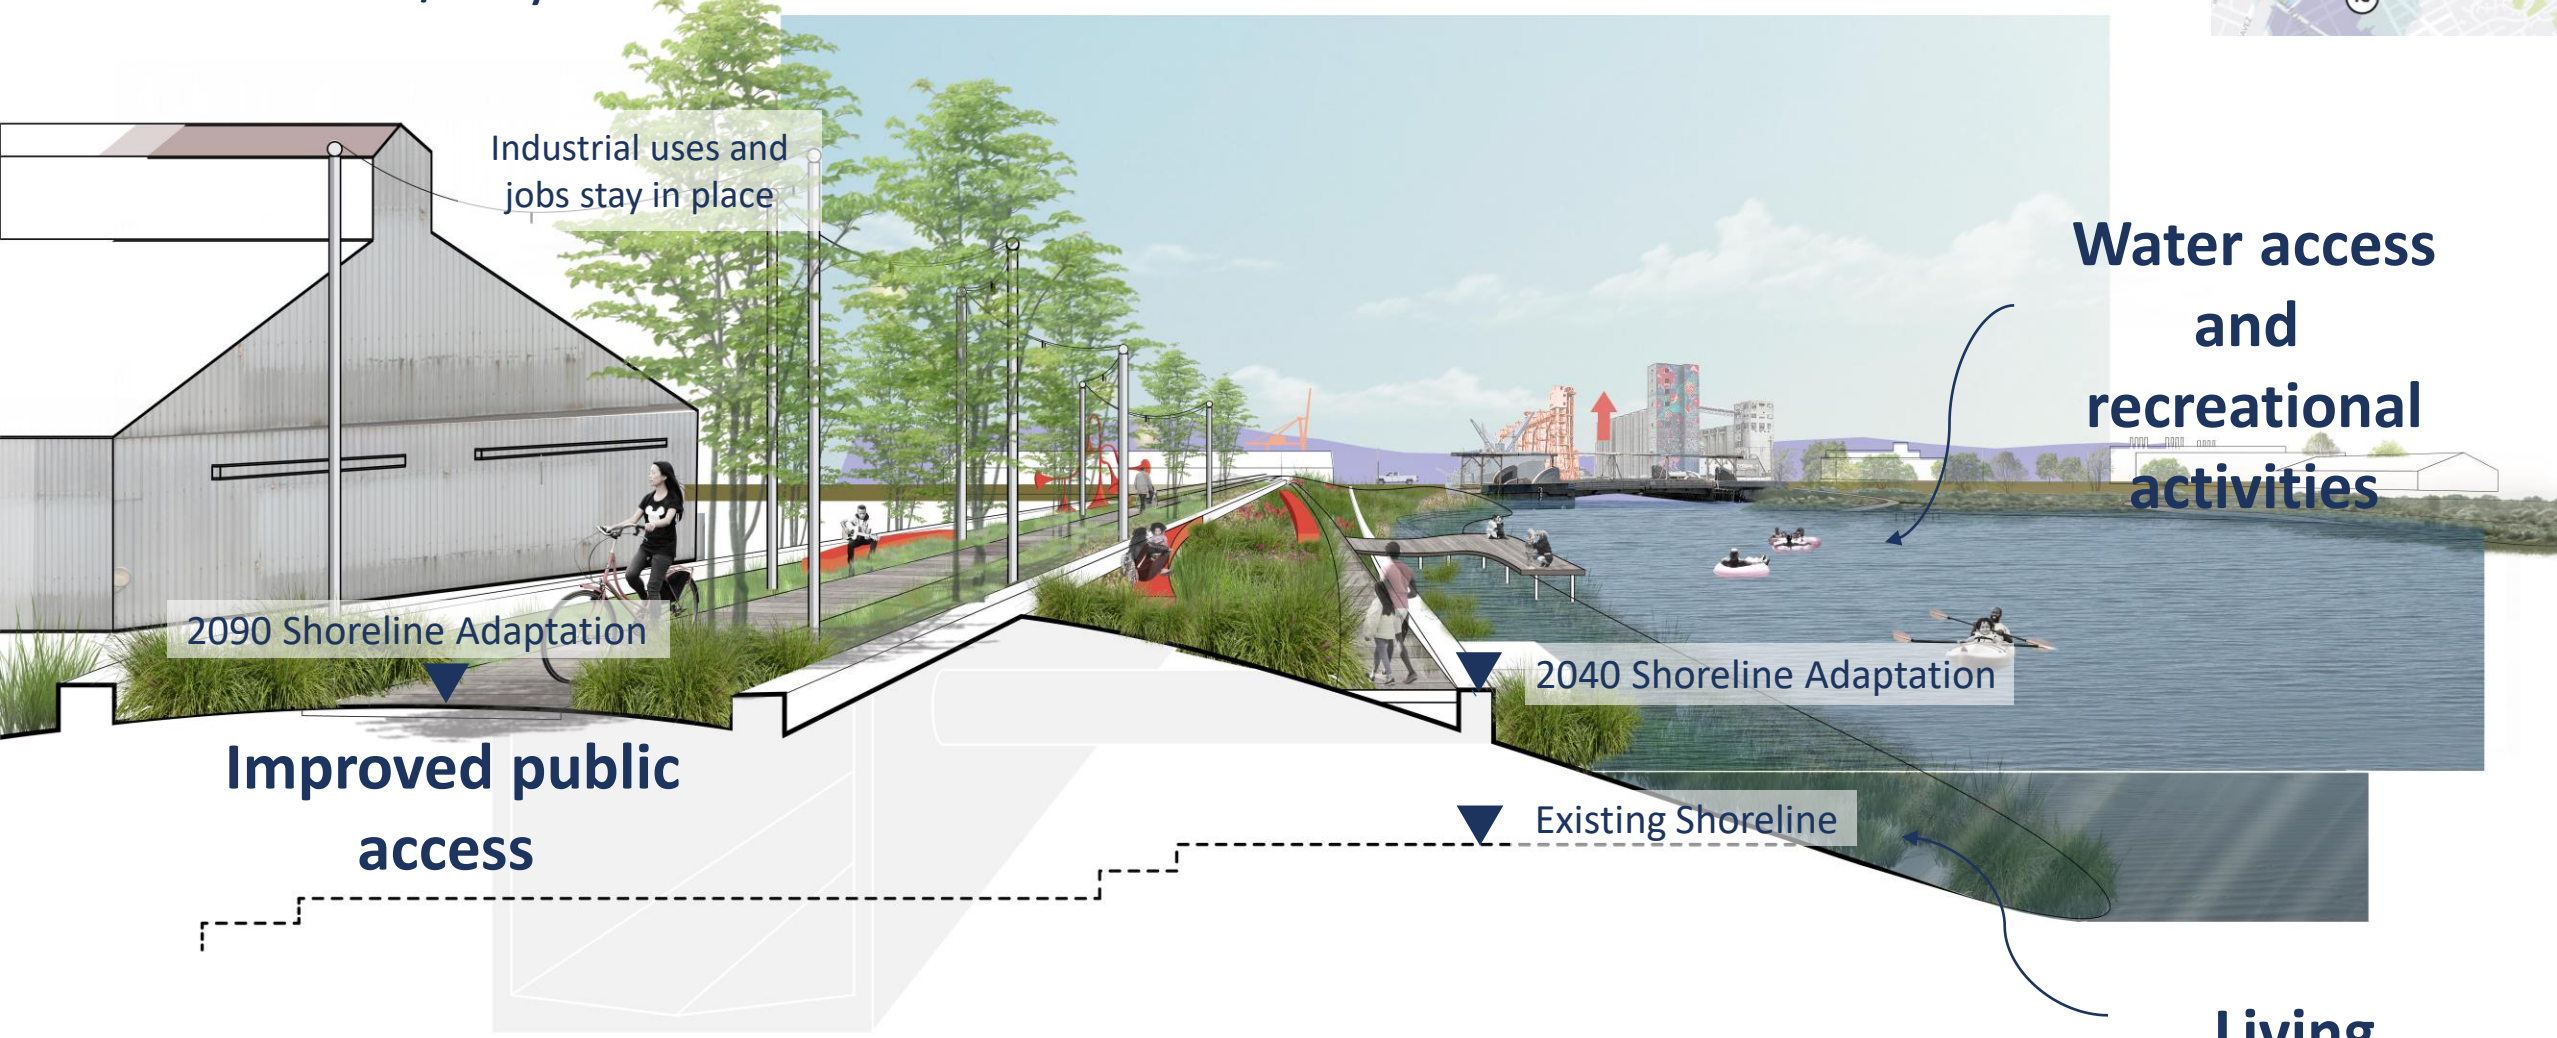 Industrial uses and
jobs stay in place
Water access
and
recreational
activities
2090 Shoreline Adaptation
2040 Shoreline Adaptation
Improved public
access
Existing Shoreline
Living